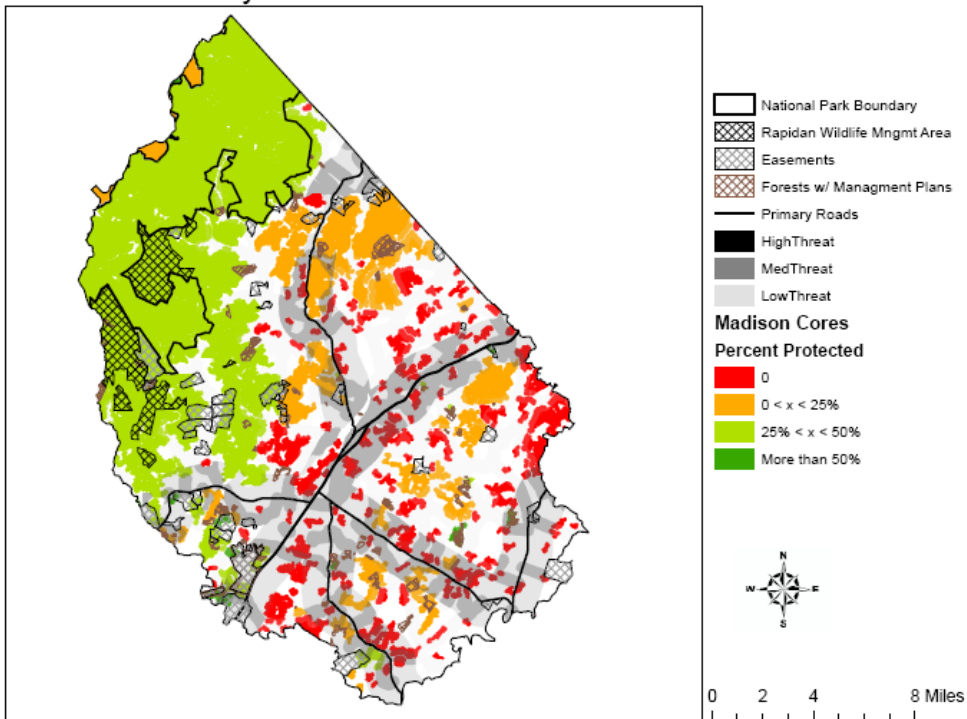 National Park Boundary
Rapidan Wildlife Mngmt Area
Easements
Forests w/ Managment Plans
Primary Roads
HighThreat
MedThreat
LowThreat
Madison Cores
Percent Protected
0
0 < x < 25%
25% < x < 50%
More than 50%
N
W E
S
0 2 4 8 Miles